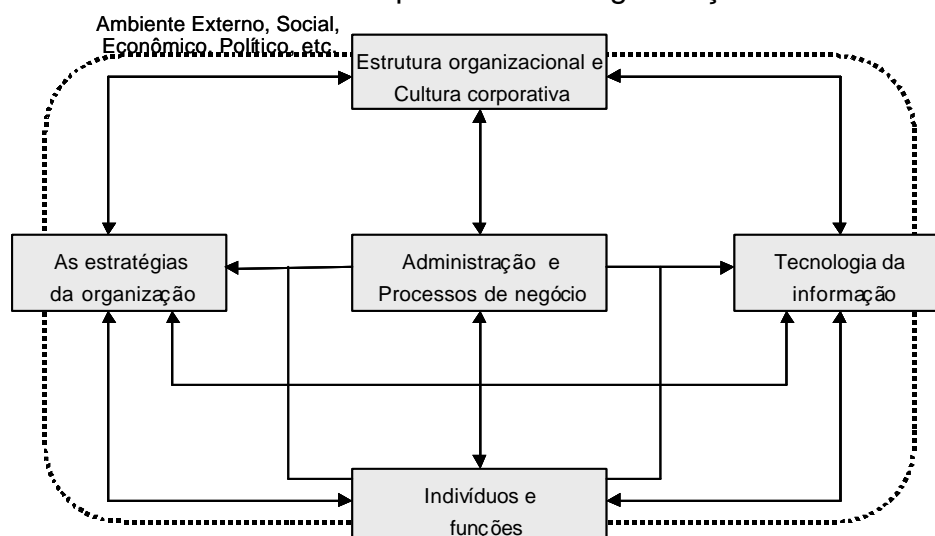 Ambiente Externo, Social,
Econômico, Político, etc.
Estrutura organizacional e
Cultura corporativa
As estratégias
da organização
Administração e
Processos de negócio
Tecnologia da
informação
Indivíduos e
funções